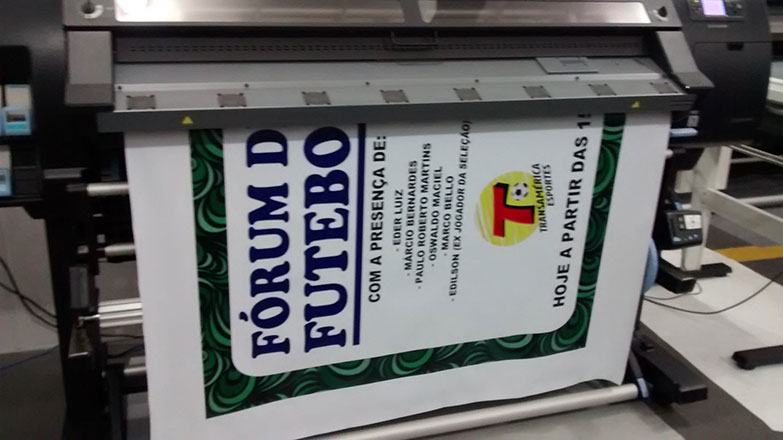 FÓRUM D
FUTEBO
COM A PRESENÇA DE:
- EDER LUIZ
- MÁRCIO BERNARDES
- PAULO ROBERTO MARTINS
- OSWALDO MACIEL
- MARCO BELLO
- EDILSON (EX JOGADOR DA SELEÇÃO)
T
TRANSAMÉRICA
ESPORTES
HOJE A PARTIR DAS 1